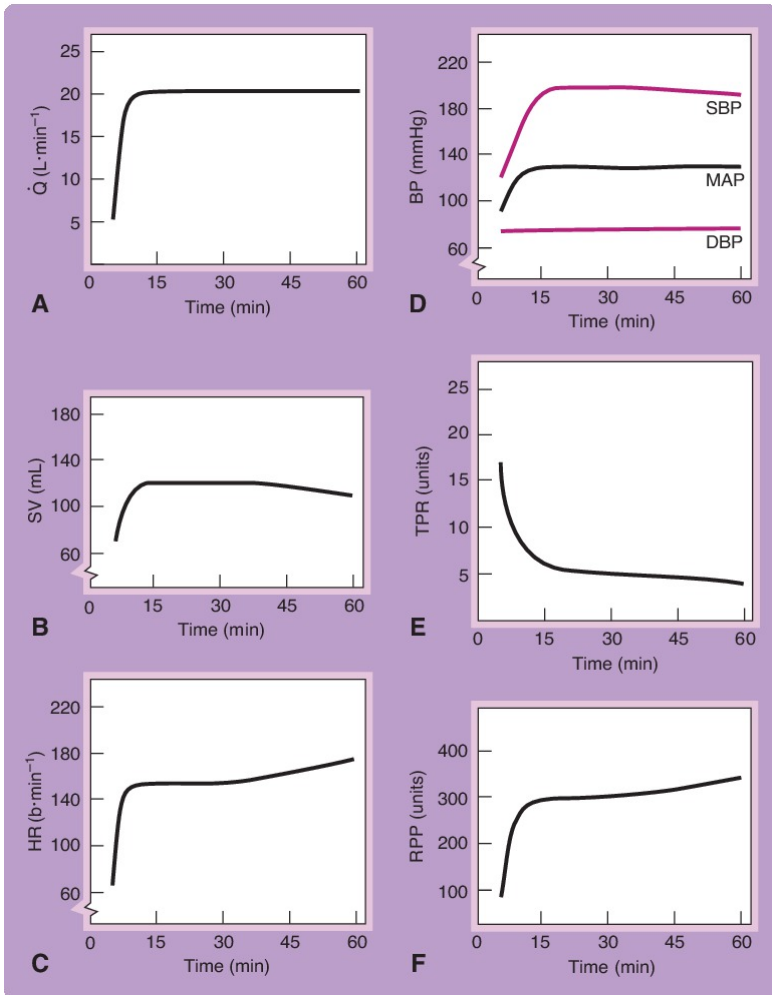 25
20
15
10
5
Q̇ (L·min⁻¹)
0 15 30 45 60
Time (min)
A
220
180
140
100
60
BP (mmHg)
SBP
MAP
DBP
0 15 30 45 60
Time (min)
D
180
140
100
60
SV (mL)
0 15 30 45 60
Time (min)
B
25
20
15
10
5
TPR (units)
0 15 30 45 60
Time (min)
E
220
180
140
100
60
HR (b·min⁻¹)
0 15 30 45 60
Time (min)
C
400
300
200
100
RPP (units)
0 15 30 45 60
Time (min)
F